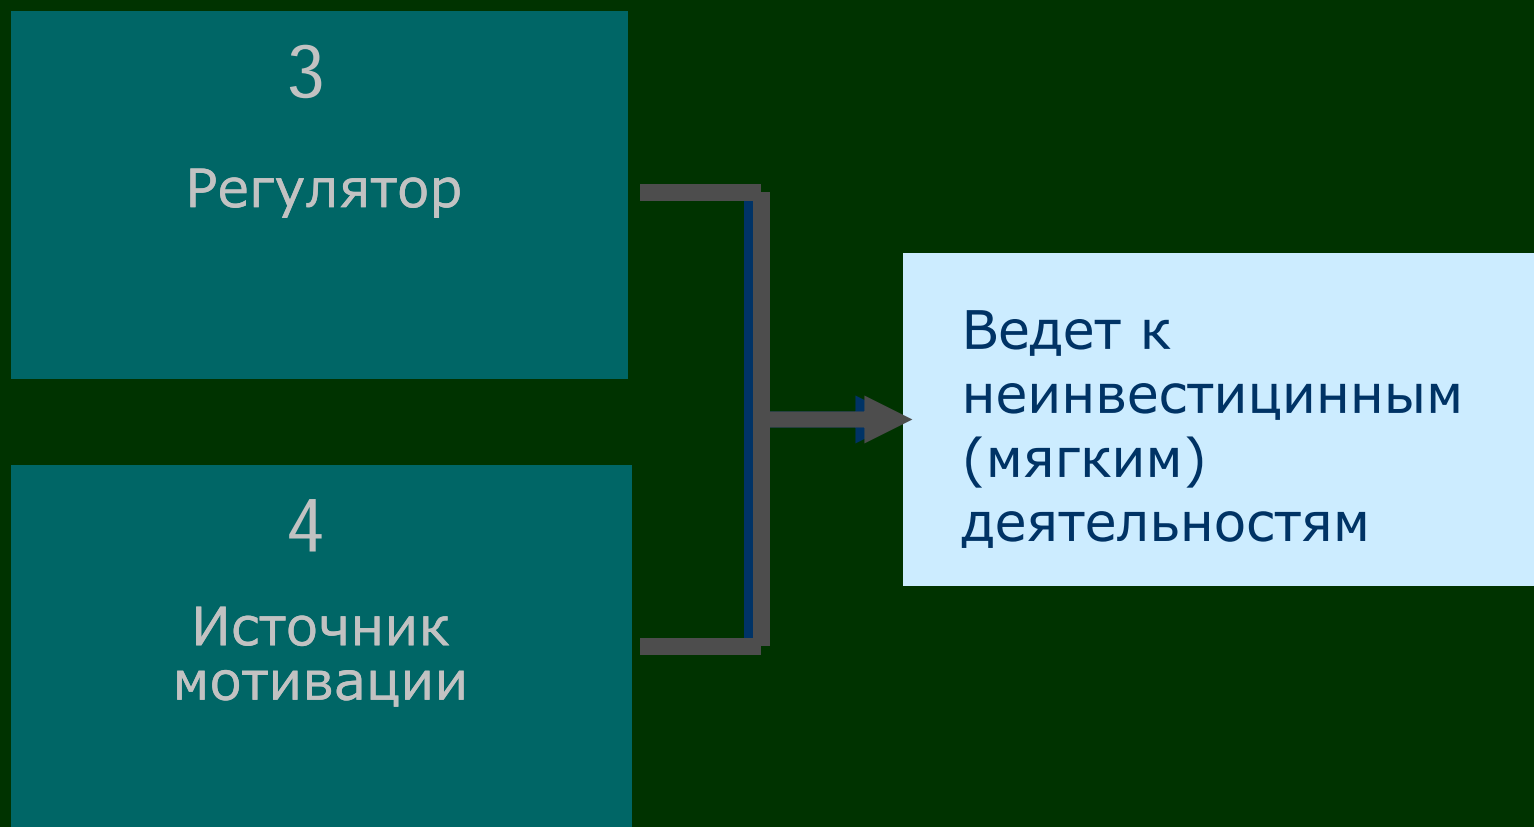 3
Регулятор
4
Источник
мотивации
Ведет к
неинвестицинным
(мягким)
деятельностям